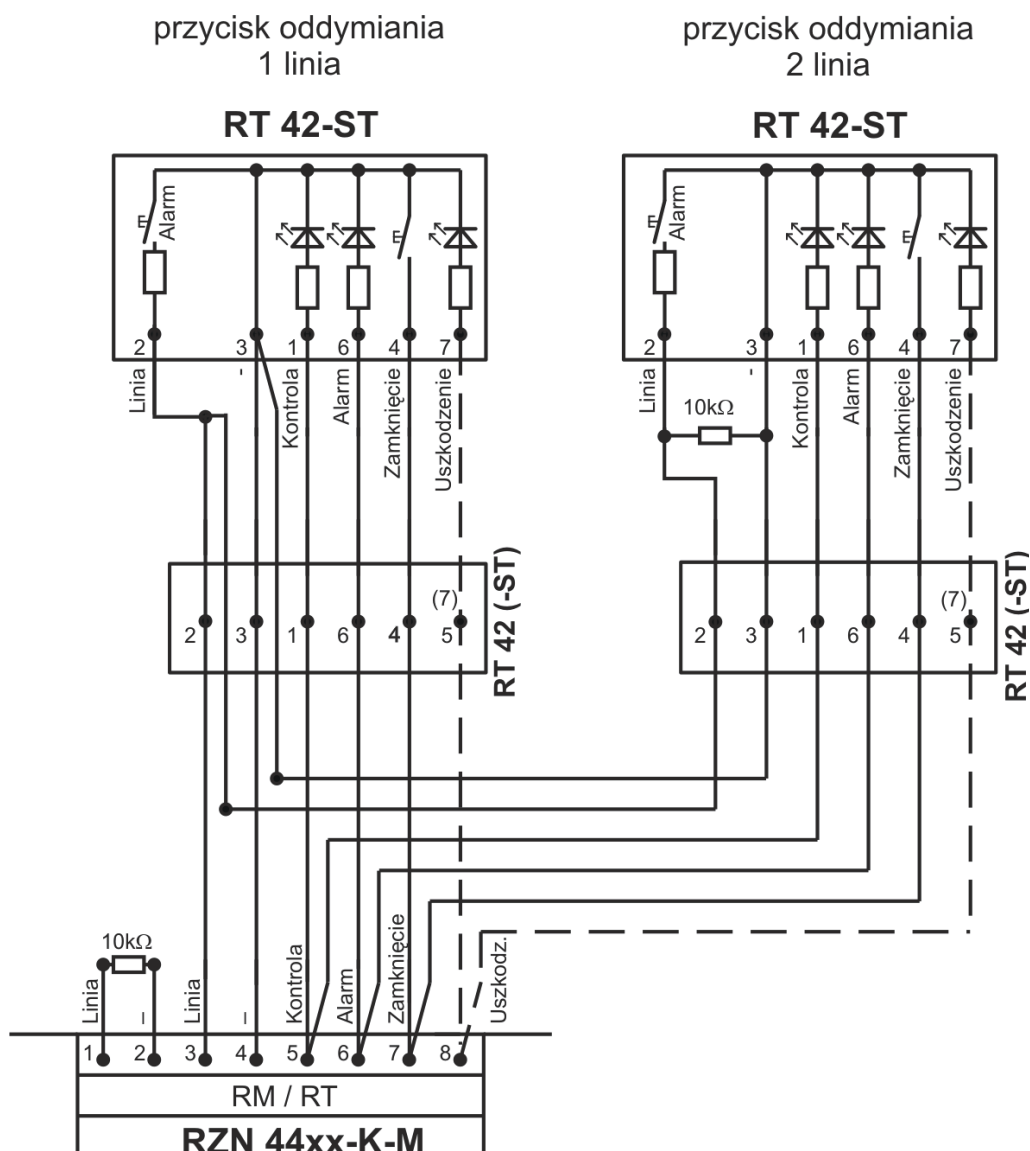 przycisk oddymiania
1 linia
RT 42-ST
Alarm
2
3
1
6
4
7
Linia
-
Kontrola
Alarm
Zamknięcie
Uszkodzenie
(7)
2
3
1
6
4
5
RT 42 (-ST)
przycisk oddymiania
2 linia
RT 42-ST
Alarm
2
3
1
6
4
7
Linia
-
Kontrola
Alarm
Zamknięcie
Uszkodzenie
10kΩ
(7)
2
3
1
6
4
5
RT 42 (-ST)
10kΩ
Linia
–
Linia
–
Kontrola
Alarm
Zamknięcie
Uszkodz.
1
2
3
4
5
6
7
8
RM / RT
RZN 44xx-K-M